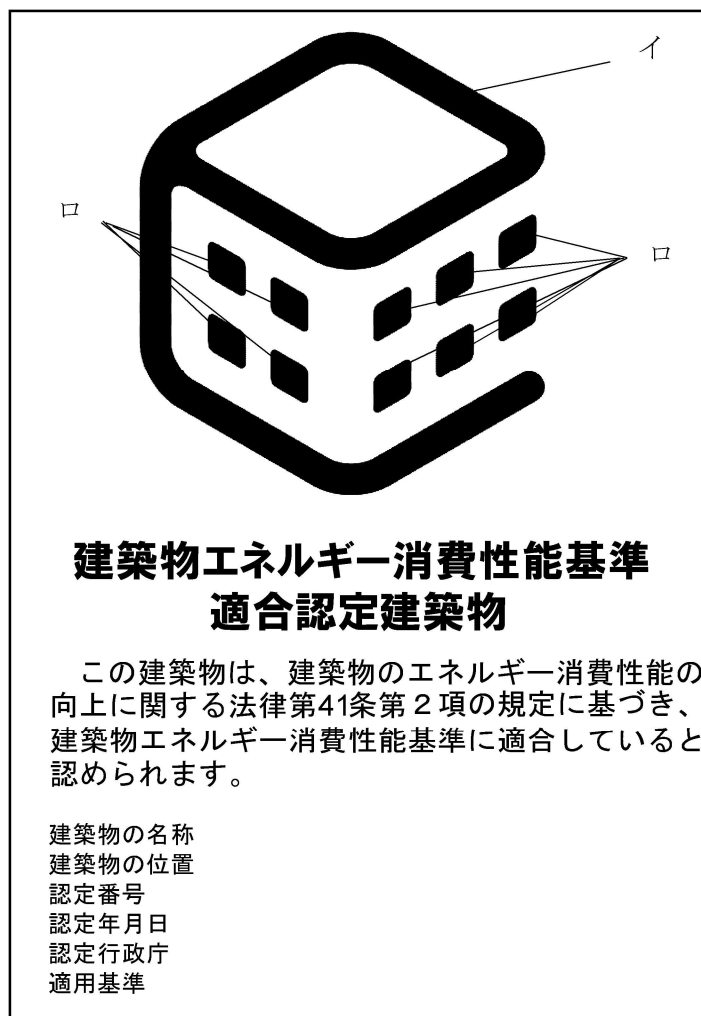 イ
ロ
ロ
建築物エネルギー消費性能基準
適合認定建築物
この建築物は、建築物のエネルギー消費性能の
向上に関する法律第41条第２項の規定に基づき、
建築物エネルギー消費性能基準に適合していると
認められます。
建築物の名称
建築物の位置
認定番号
認定年月日
認定行政庁
適用基準